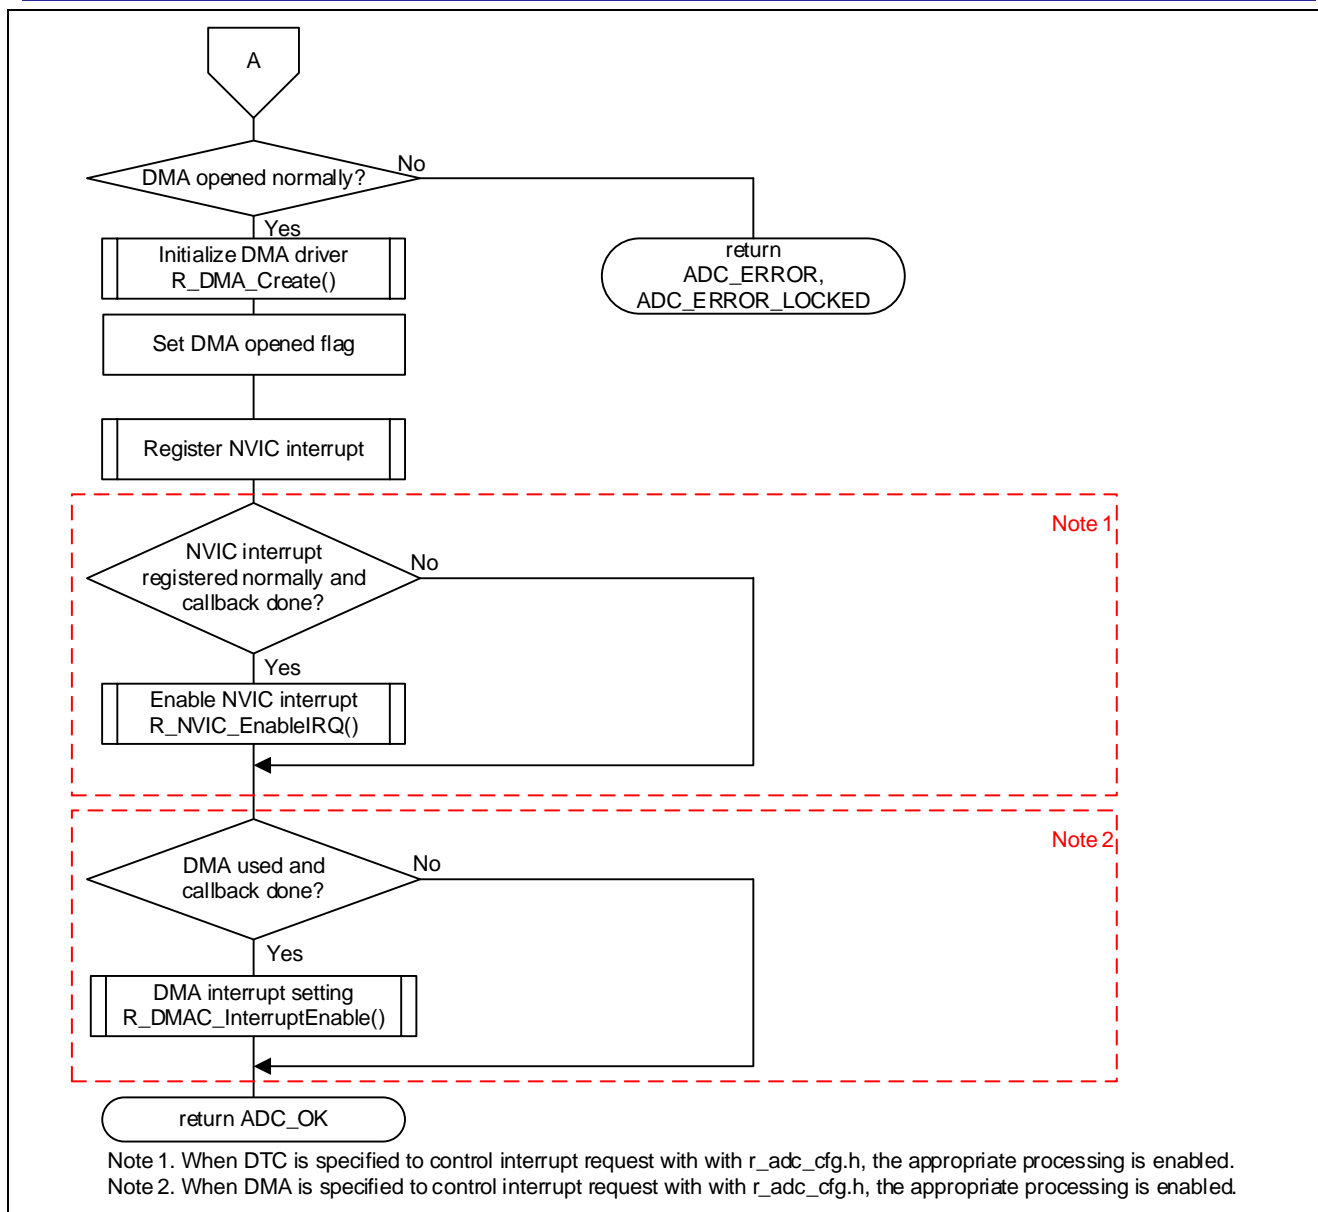 A
DMA opened normally?
No
Yes
Initialize DMA driver
R_DMA_Create()
return
ADC_ERROR,
ADC_ERROR_LOCKED
Set DMA opened flag
Register NVIC interrupt
Note 1
NVIC interrupt
registered normally and
callback done?
No
Yes
Enable NVIC interrupt
R_NVIC_EnableIRQ()
Note 2
DMA used and
callback done?
No
Yes
DMA interrupt setting
R_DMAC_InterruptEnable()
return ADC_OK
Note 1. When DTC is specified to control interrupt request with with r_adc_cfg.h, the appropriate processing is enabled.
Note 2. When DMA is specified to control interrupt request with with r_adc_cfg.h, the appropriate processing is enabled.